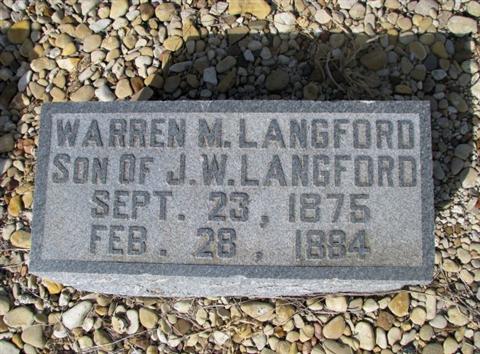 WARREN M. LANGFORD
SON OF J. W. LANGFORD
SEPT. 23, 1875
FEB. 28, 1884